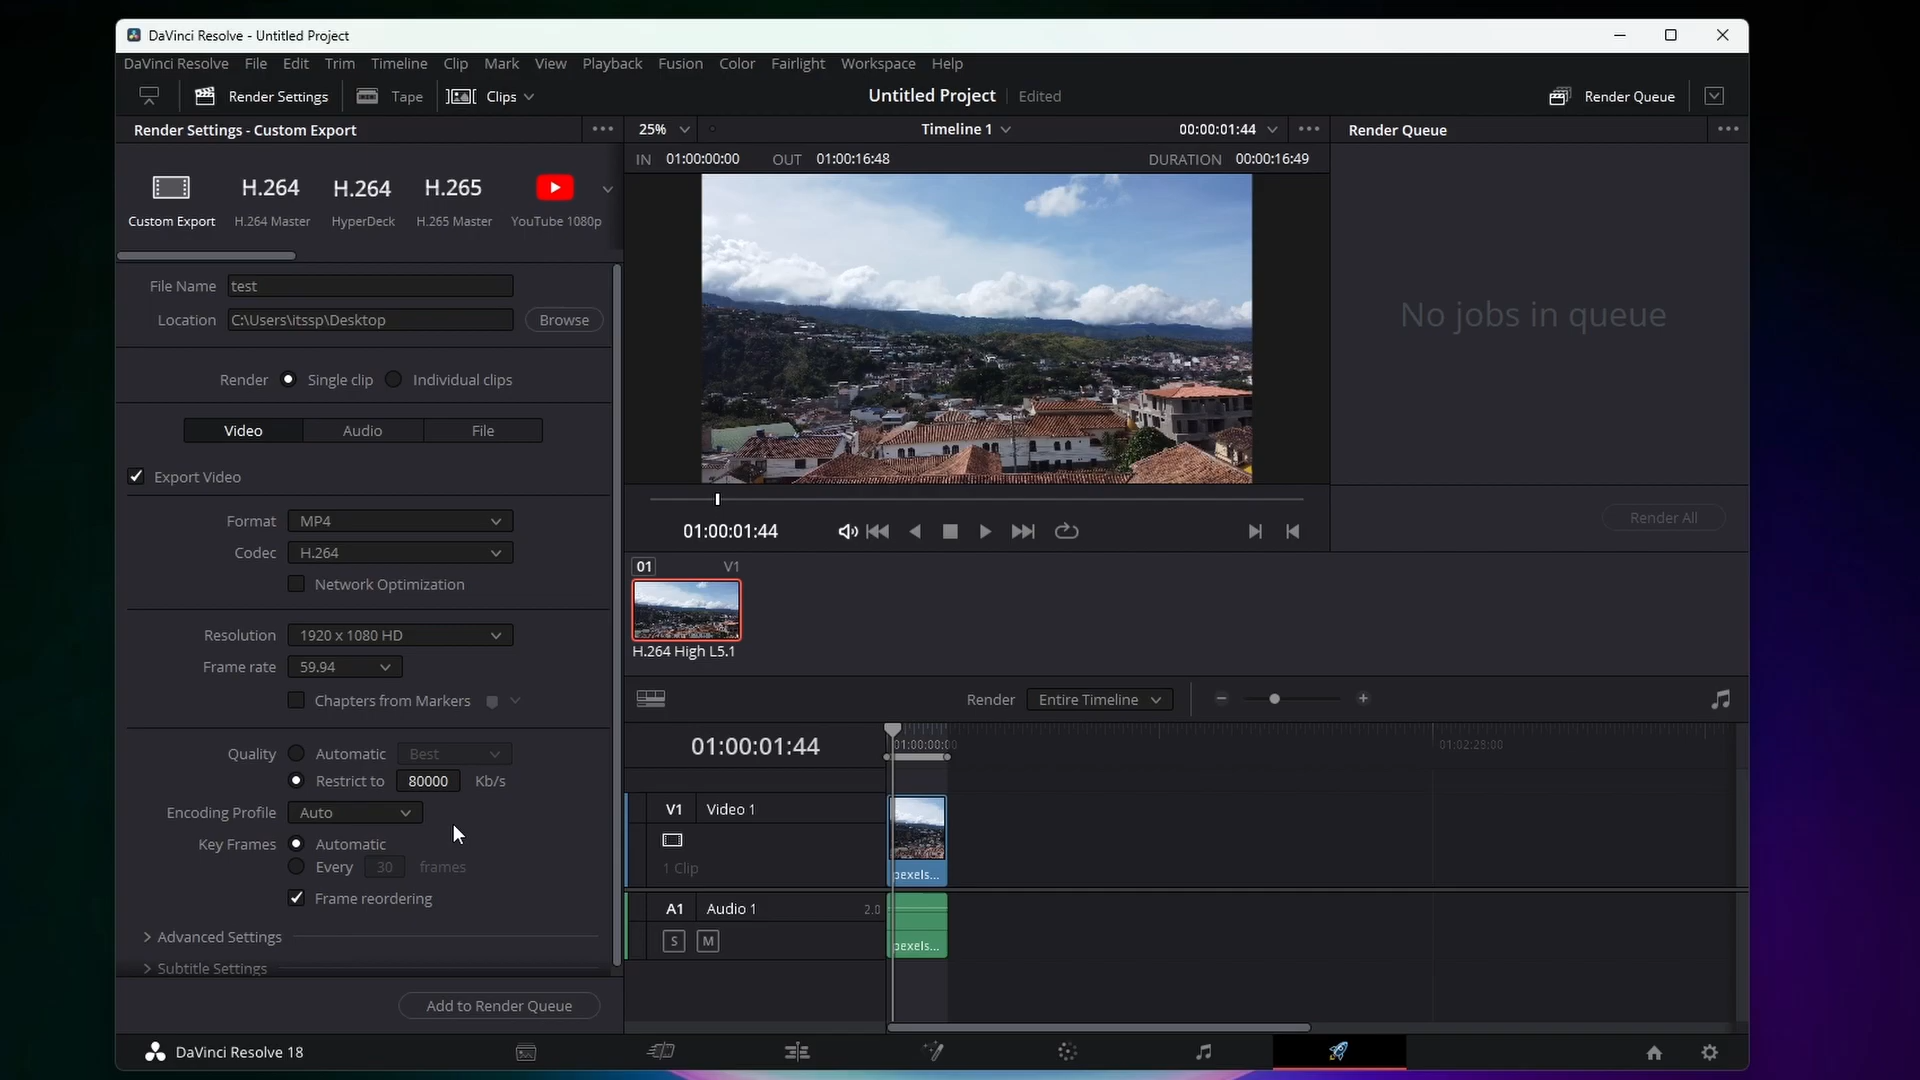 DaVinci Resolve - Untitled Project
DaVinci Resolve File Edit Trim Timeline Clip Mark View Playback Fusion Color Fairlight Workspace Help
Render Settings Tape Clips Untitled Project Edited Render Queue
Render Settings - Custom Export
25% Timeline 1 00:00:01:44
Render Queue
IN 01:00:00:00 OUT 01:00:16:48 DURATION 00:00:16:49
H.264 H.264 H.265
Custom Export H.264 Master HyperDeck H.265 Master YouTube 1080p
File Name test
Location C:\Users\itssp\Desktop Browse
Render Single clip Individual clips
Video Audio File
Export Video
Format MP4
Codec H.264
Network Optimization
Resolution 1920 x 1080 HD
Frame rate 59.94
Chapters from Markers
Quality Automatic Best
Restrict to 80000 Kb/s
Encoding Profile Auto
Key Frames Automatic
Every 30 frames
Frame reordering
Advanced Settings
Subtitle Settings
Add to Render Queue
01:00:01:44
01 V1
H.264 High L5.1
No jobs in queue
Render All
Render Entire Timeline
01:00:01:44 01:00:00:00 01:02:28:00
V1 Video 1
1 Clip
pexels...
A1 Audio 1 2.0
S M
pexels...
DaVinci Resolve 18